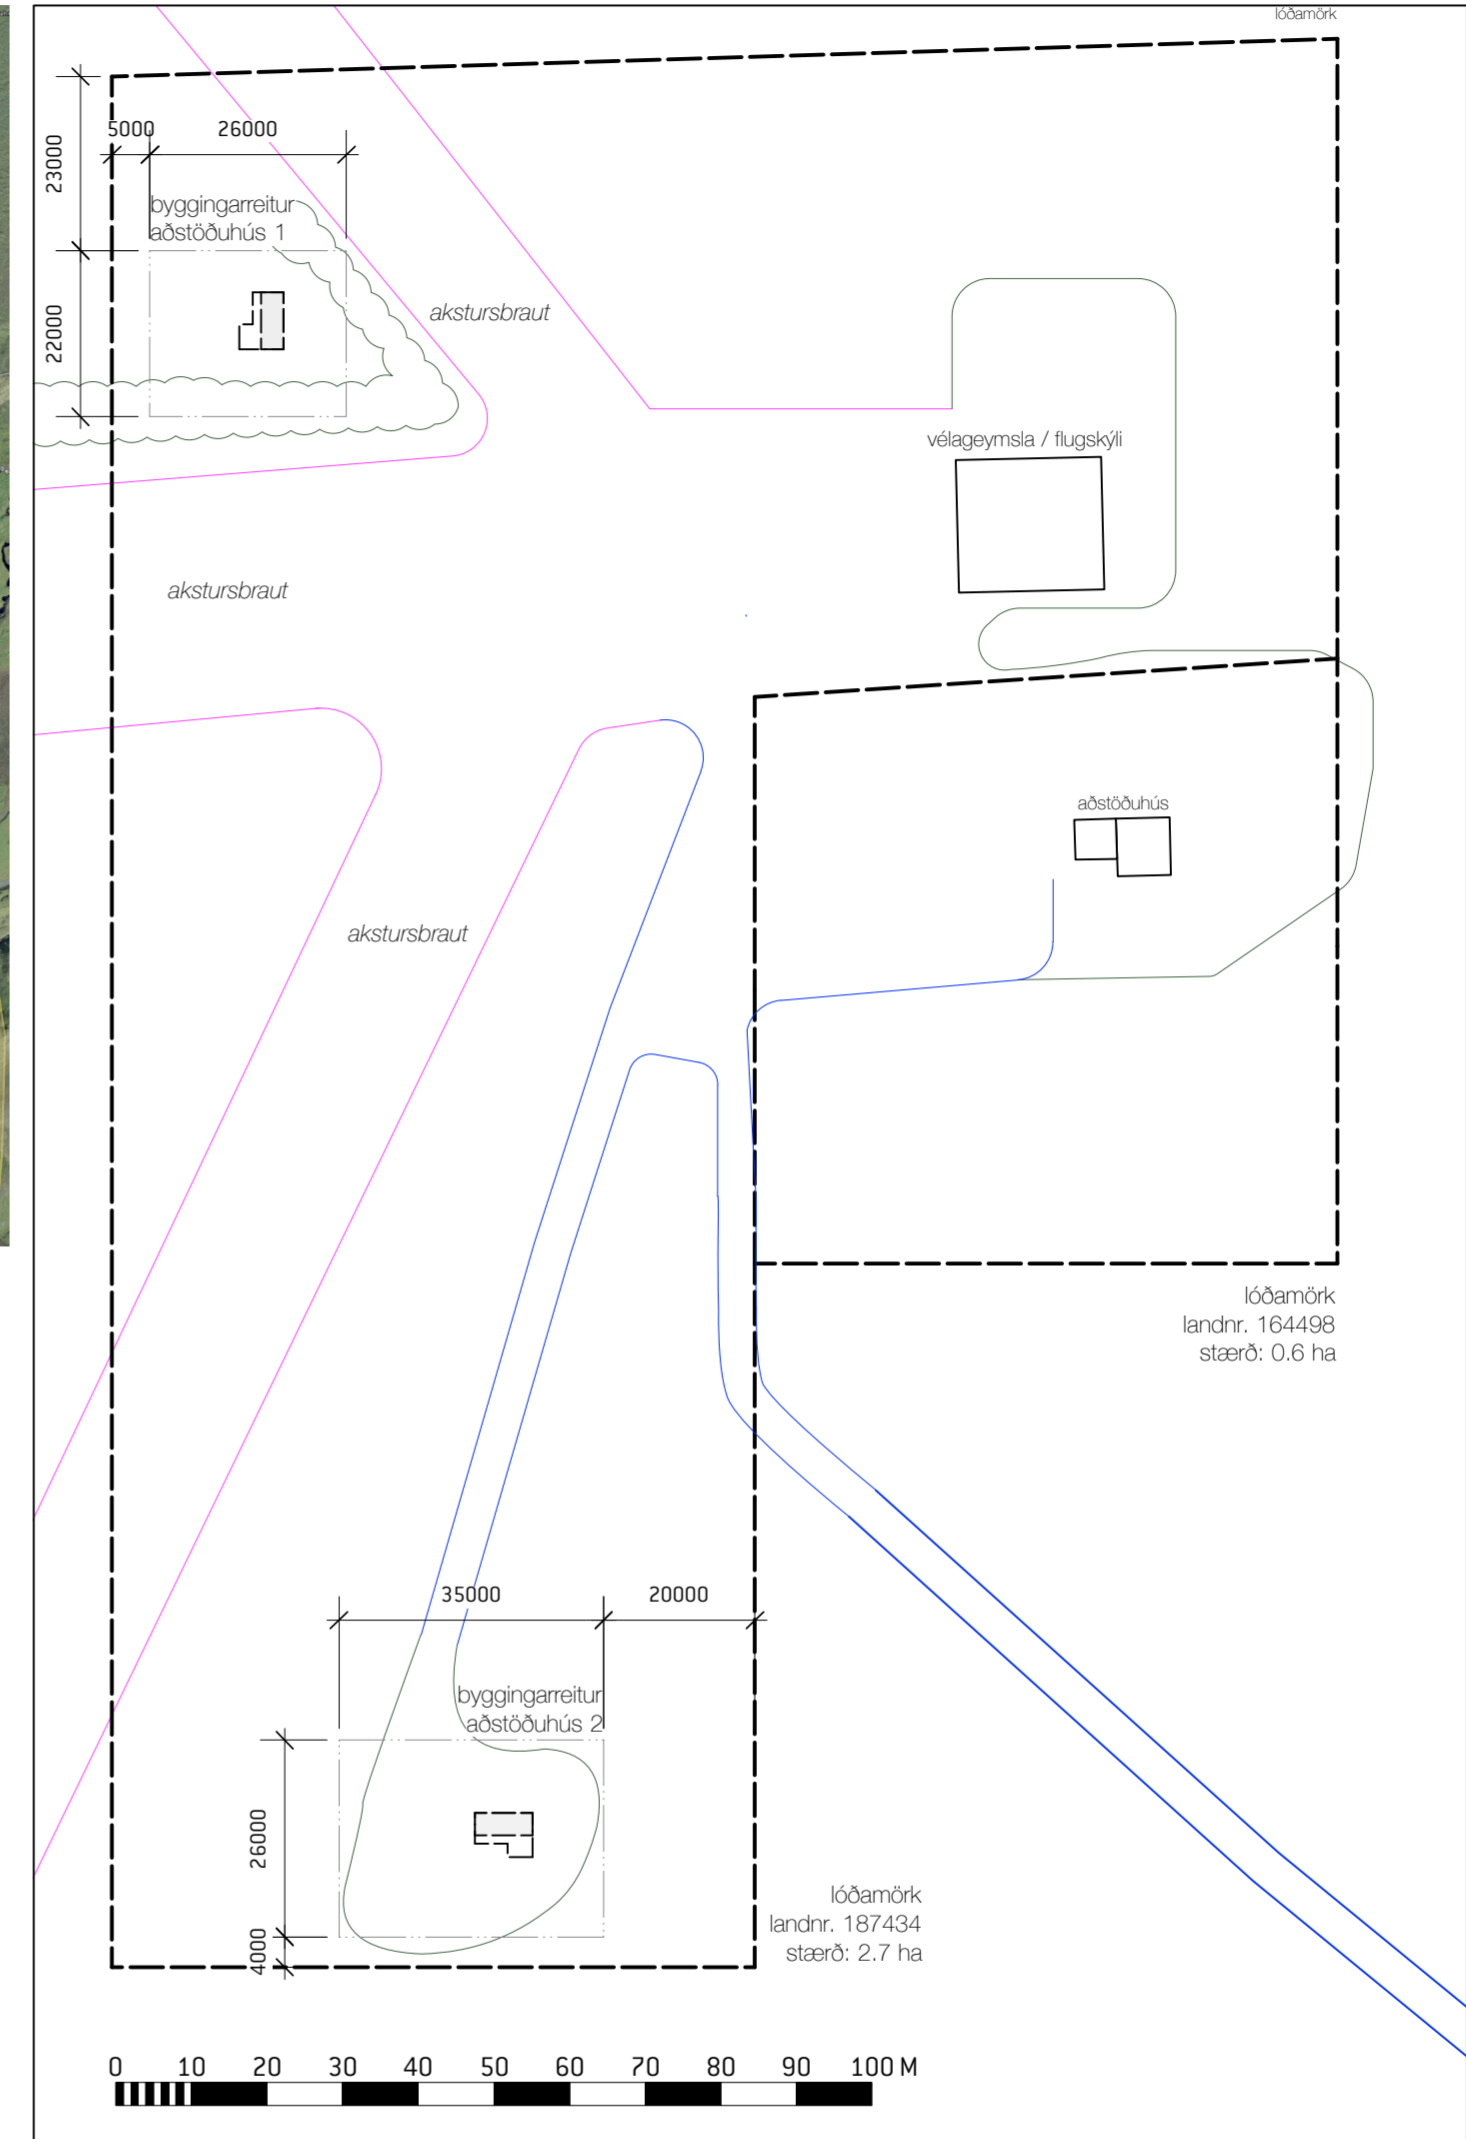 lóðamörk
5000
26000
23000
byggingarreitur
aðstöðuhús 1
22000
akstursbraut
vélageymsla / flugskýli
akstursbraut
aðstöðuhús
akstursbraut
lóðamörk
landnr. 164498
stærð: 0.6 ha
35000
20000
byggingarreitur
aðstöðuhús 2
26000
4000
lóðamörk
landnr. 187434
stærð: 2.7 ha
0 10 20 30 40 50 60 70 80 90 100 M